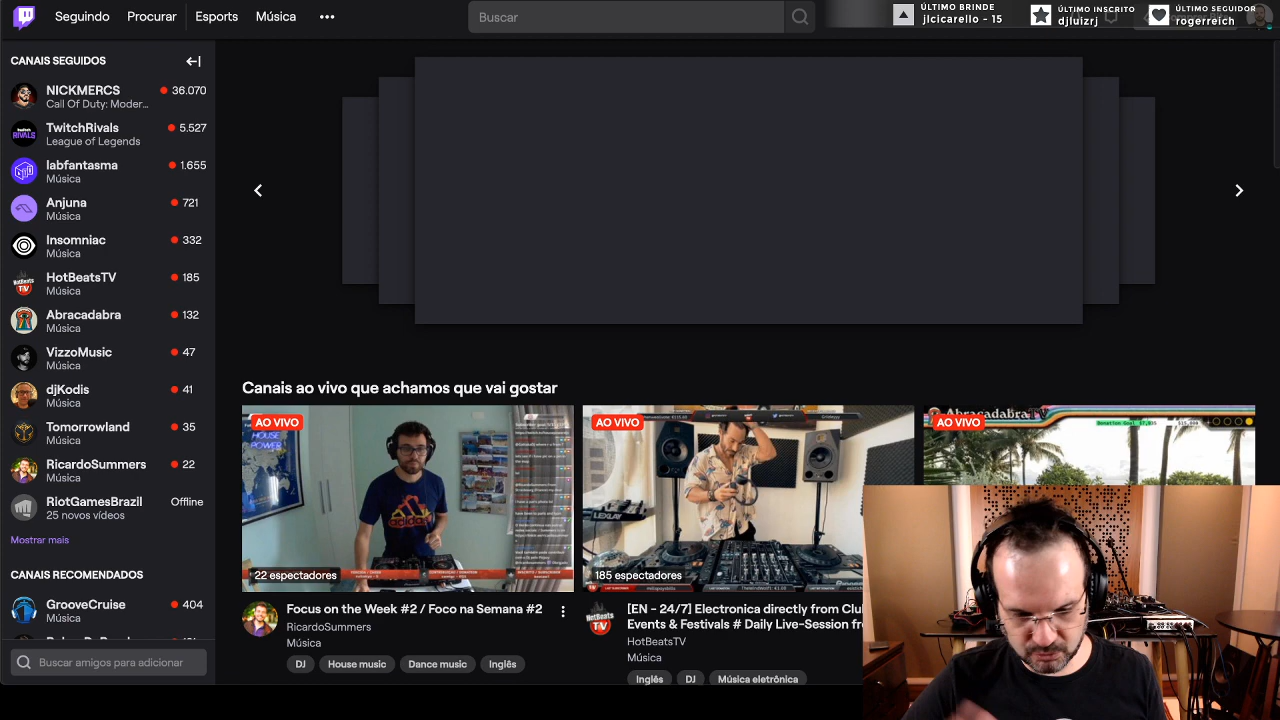 Seguindo
Procurar
Esports
Música
Buscar
ÚLTIMO BRINDE
jlcicarello - 15
ÚLTIMO INSCRITO
djluizrj
ÚLTIMO SEGUIDOR
rogerreich
CANAIS SEGUIDOS
NICKMERCS
36.070
Call Of Duty: Moder...
TwitchRivals
5.527
League of Legends
labfantasma
1.655
Música
Anjuna
721
Música
Insomniac
332
Música
HotBeatsTV
185
Música
Abracadabra
132
Música
VizzoMusic
47
Música
djKodis
41
Música
Tomorrowland
35
Música
RicardoSummers
22
Música
RiotGamesBrazil
Offline
25 novos vídeos
Mostrar mais
CANAIS RECOMENDADOS
GrooveCruise
404
Música
Buscar amigos para adicionar
Canais ao vivo que achamos que vai gostar
AO VIVO
HOUSE
POWER
adidas
22 espectadores
Focus on the Week #2 / Foco na Semana #2
RicardoSummers
Música
DJ
House music
Dance music
Inglês
AO VIVO
185 espectadores
[EN - 24/7] Electronica directly from Clu
Events & Festivals # Daily Live-Session fr
HotBeatsTV
Música
Inglês
DJ
Música eletrônica
AO VIVO
AbracadabraTV
Donation Goal: